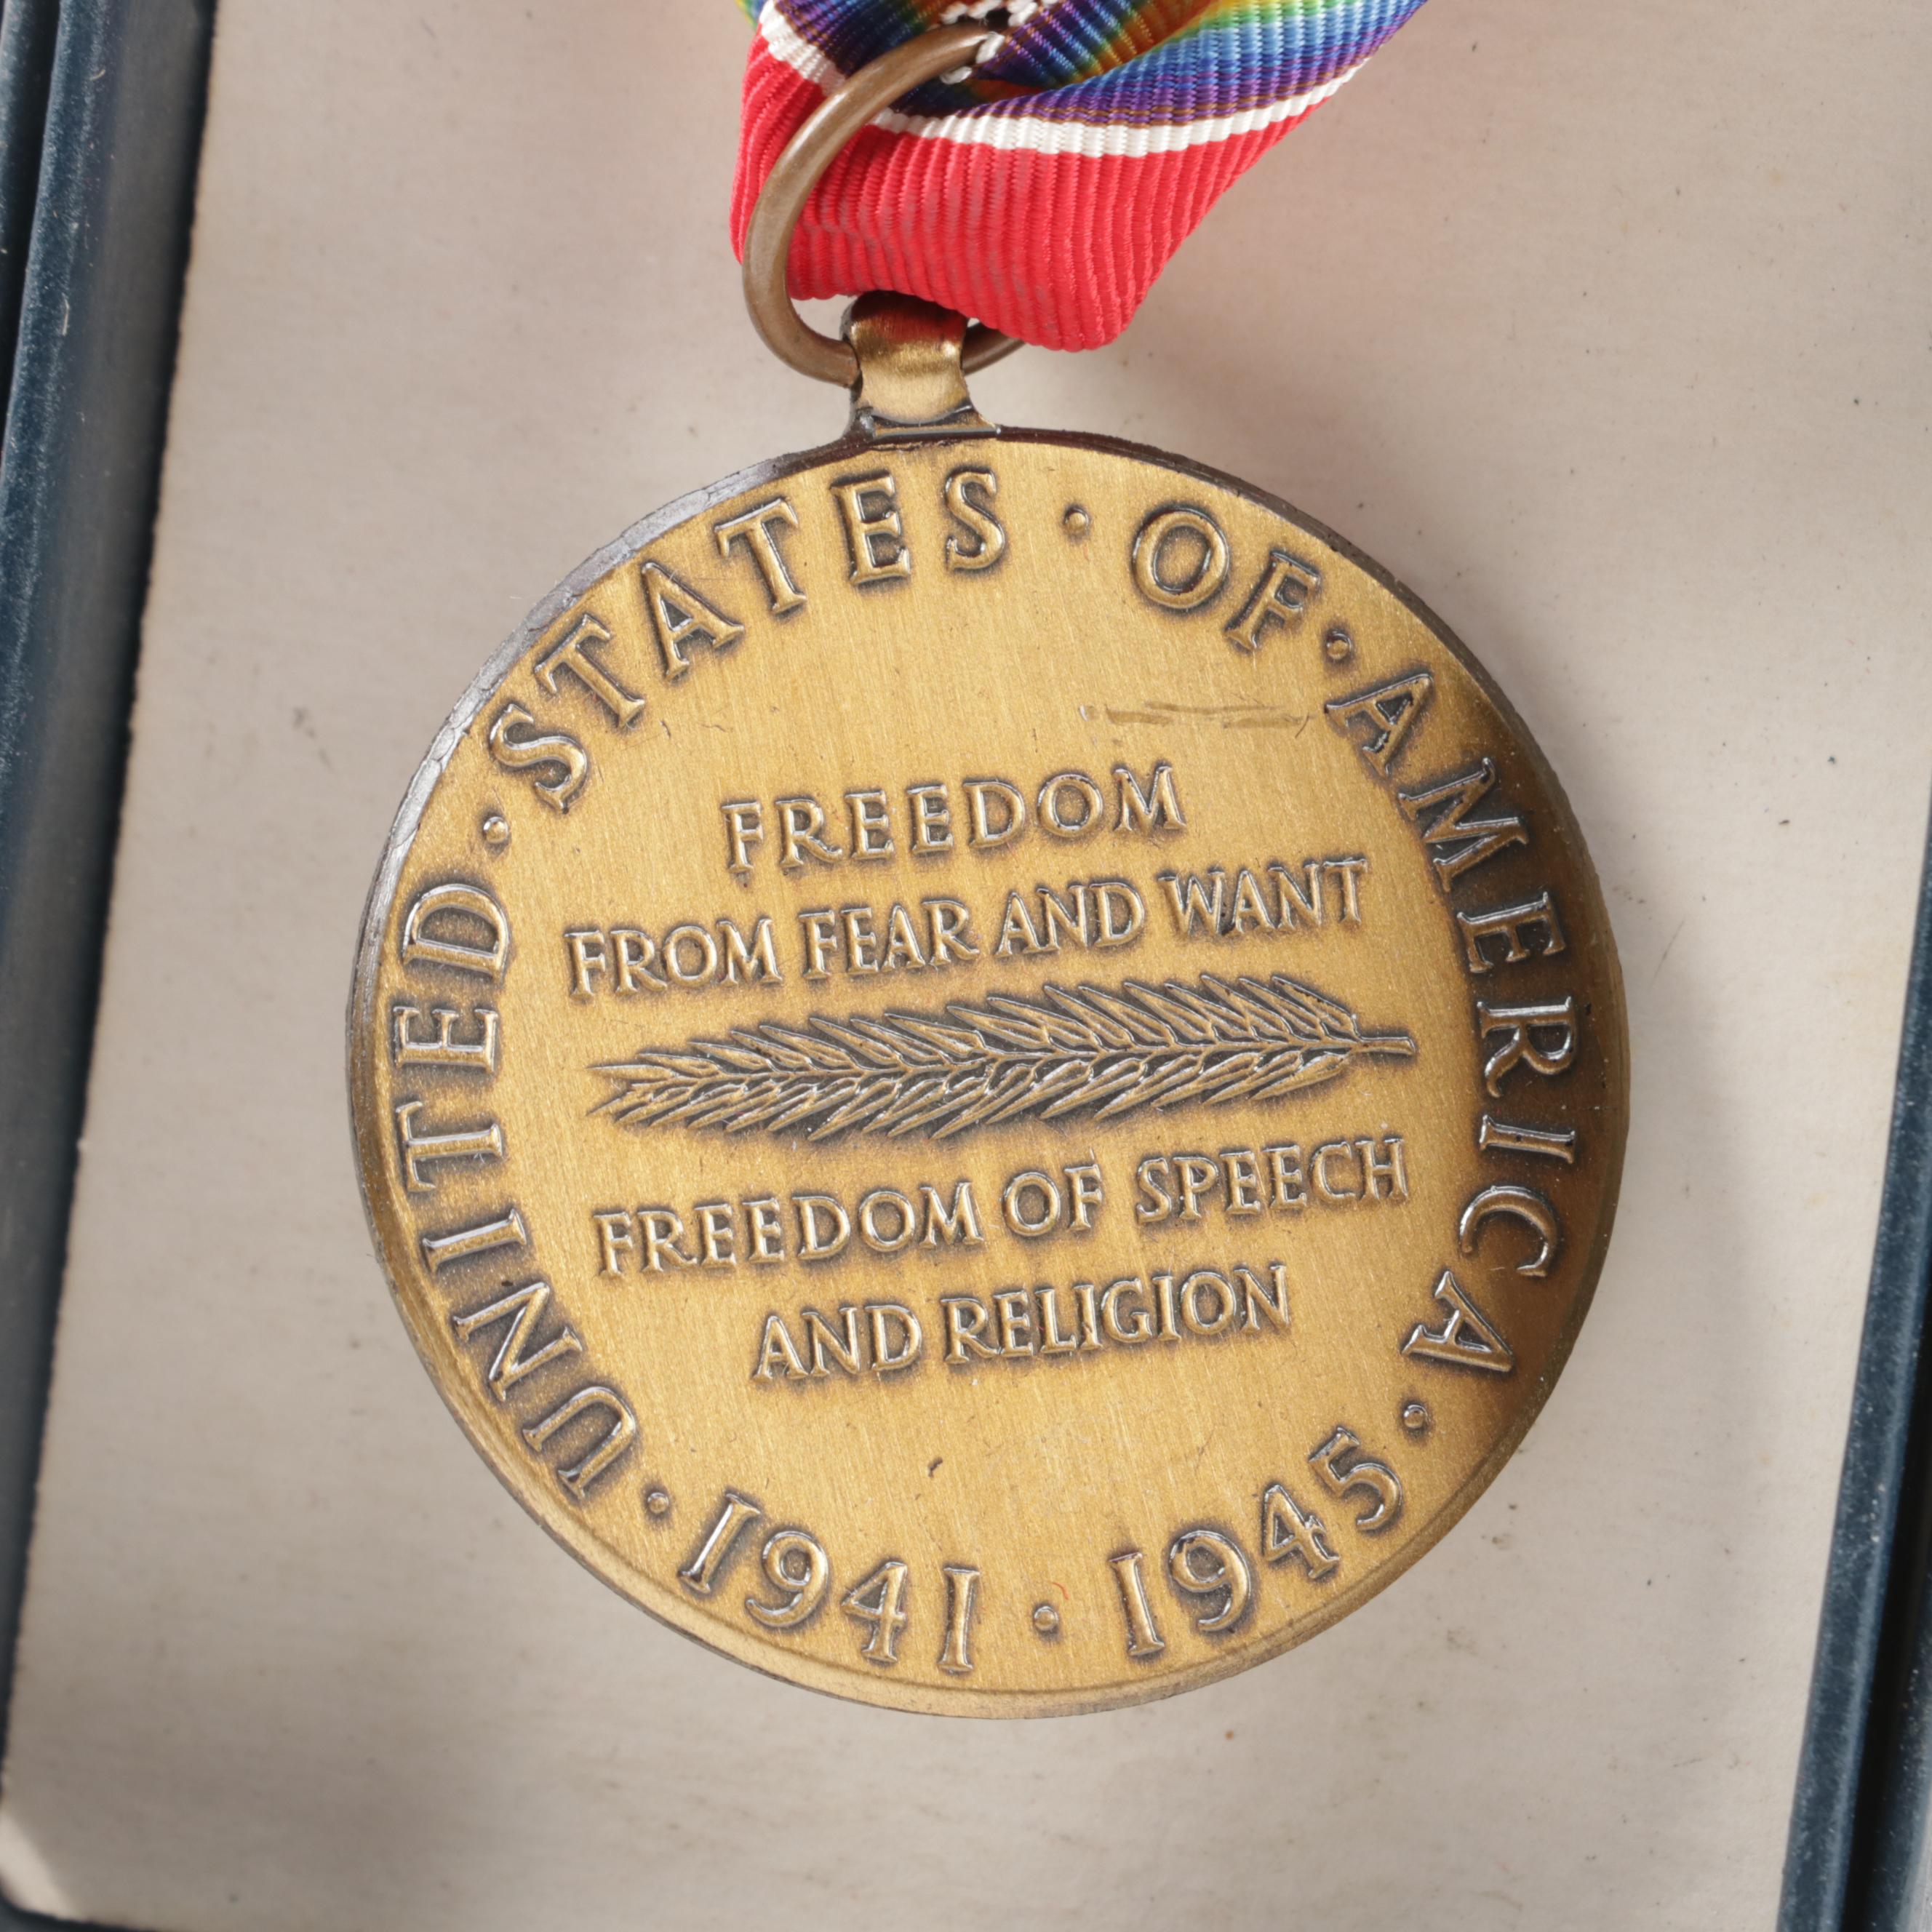 UNITED · STATES · OF · AMERICA ·
FREEDOM
FROM FEAR AND WANT
FREEDOM OF SPEECH
AND RELIGION
· 1941 · 1945 ·